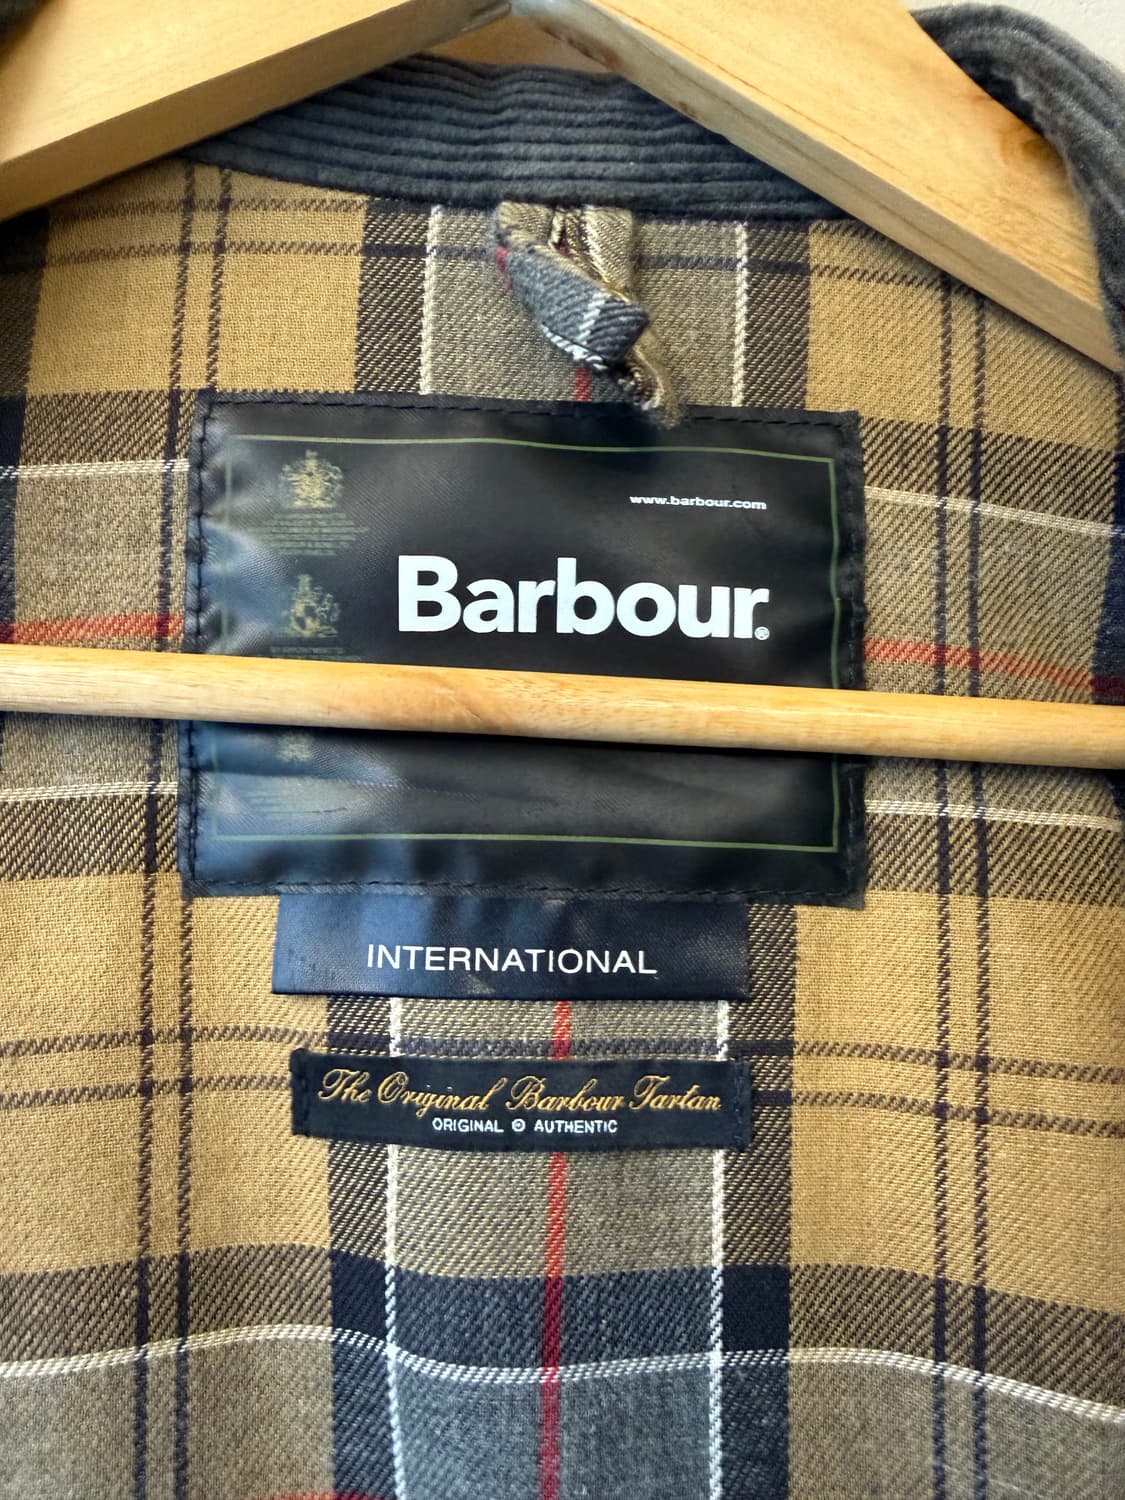 www.barbour.com
Barbour®
INTERNATIONAL
The Original Barbour Tartan
ORIGINAL AUTHENTIC